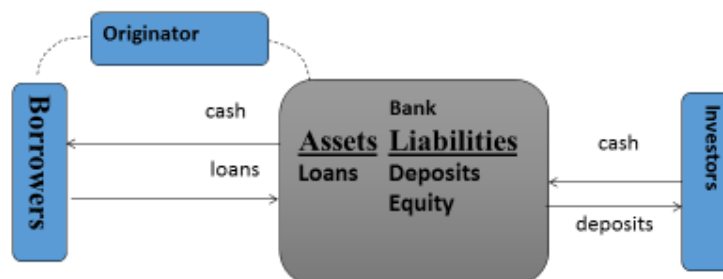 Originator
Borrowers
cash
loans
Bank
Assets Liabilities
Loans Deposits
Equity
cash
deposits
Investors